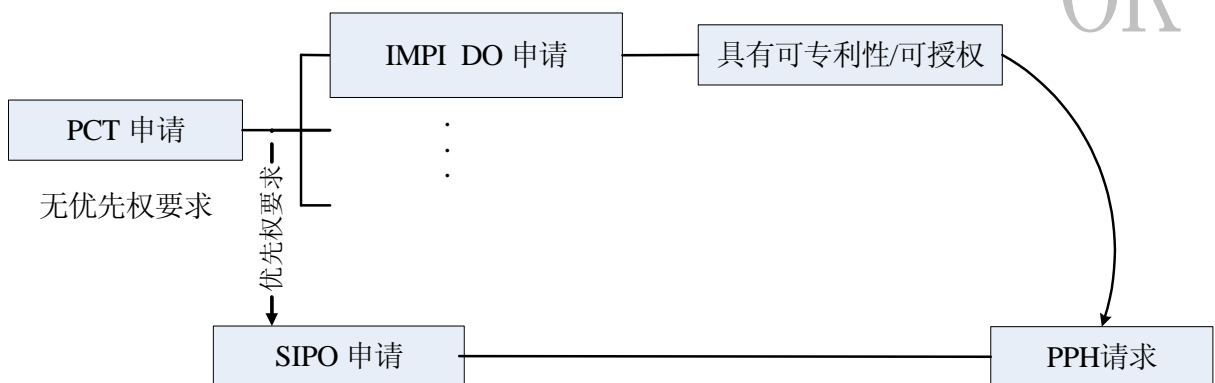 OK
IMPI DO 申请
具有可专利性/可授权
PCT 申请
无优先权要求
优先权要求
SIPO 申请
PPH请求